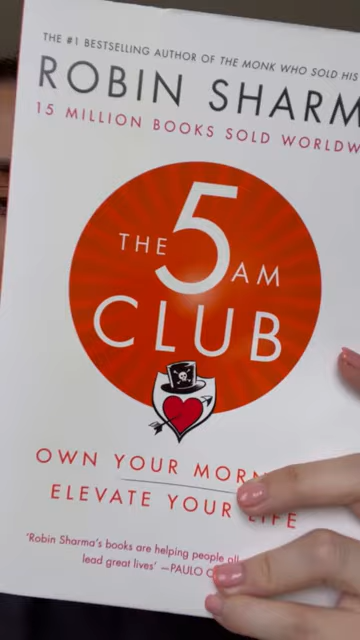 THE #1 BESTSELLING AUTHOR OF THE MONK WHO SOLD HIS
ROBIN SHARM
15 MILLION BOOKS SOLD WORLDW
THE 5 AM
CLUB
OWN YOUR MORN
ELEVATE YOUR LIFE
'Robin Sharma's books are helping people all
lead great lives' —PAULO C